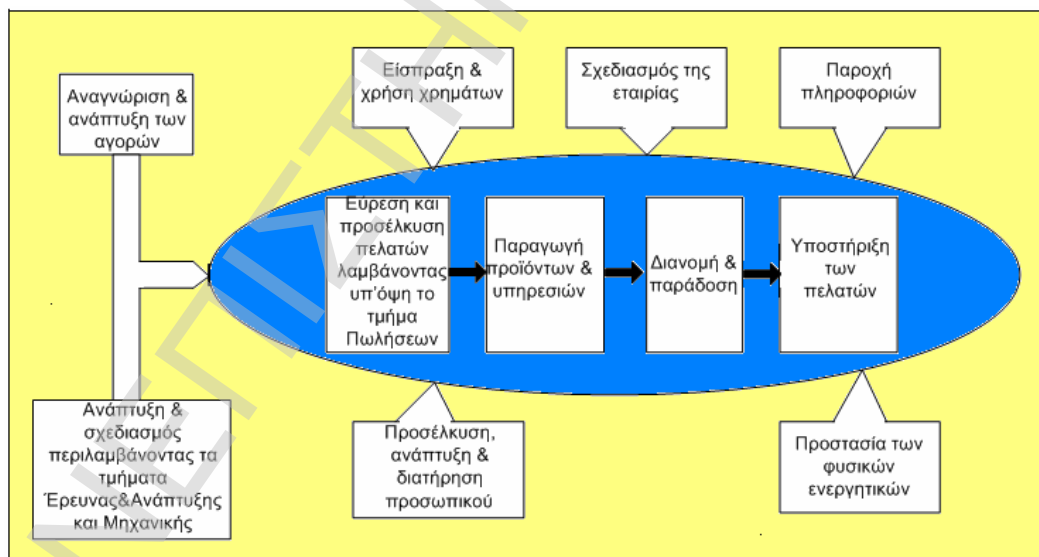 Αναγνώριση &
ανάπτυξη των
αγορών
Είσπραξη &
χρήση χρημάτων
Σχεδιασμός της
εταιρίας
Παροχή
πληροφοριών
Εύρεση και
προσέλκυση
πελατών
λαμβάνοντας
υπ'όψη το
τμήμα
Πωλήσεων
Παραγωγή
προϊόντων &
υπηρεσιών
Διανομή &
παράδοση
Υποστήριξη
των
πελατών
Ανάπτυξη &
σχεδιασμός
περιλαμβάνοντας τα
τμήματα
Έρευνας&Ανάπτυξης
και Μηχανικής
Προσέλκυση,
ανάπτυξη &
διατήρηση
προσωπικού
Προστασία των
φυσικών
ενεργητικών